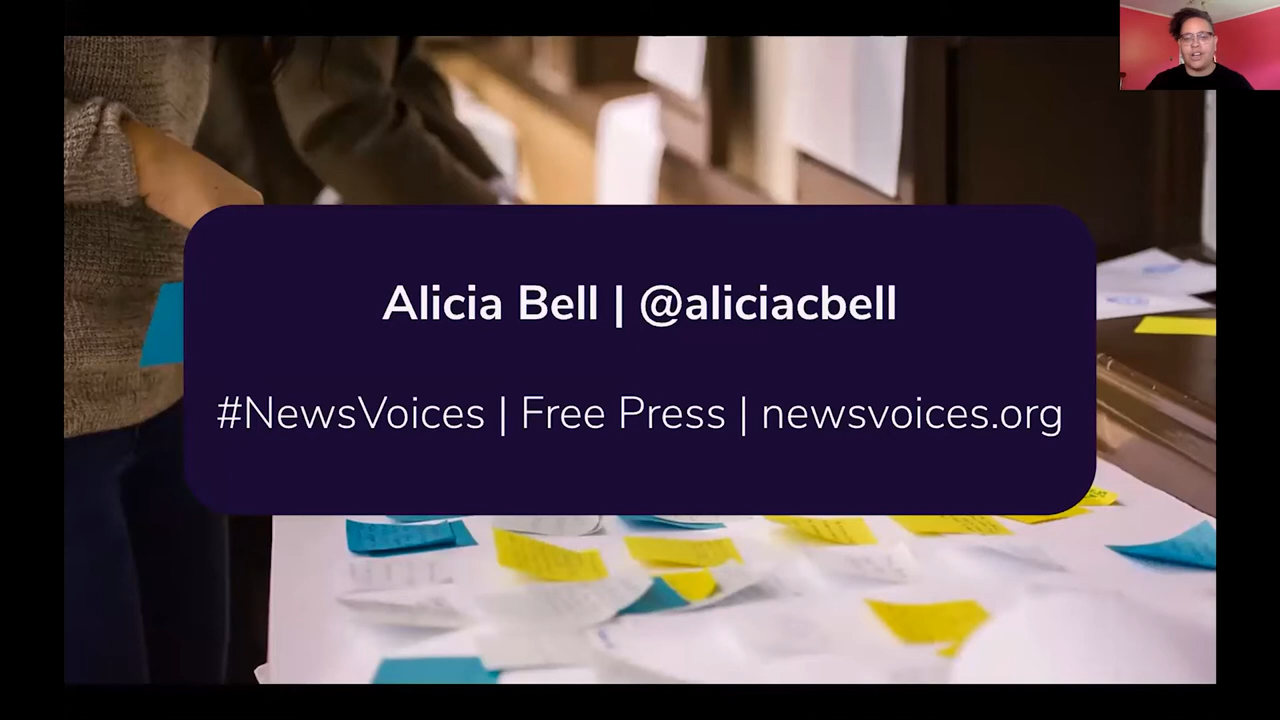 Alicia Bell | @aliciacbell
#NewsVoices | Free Press | newsvoices.org